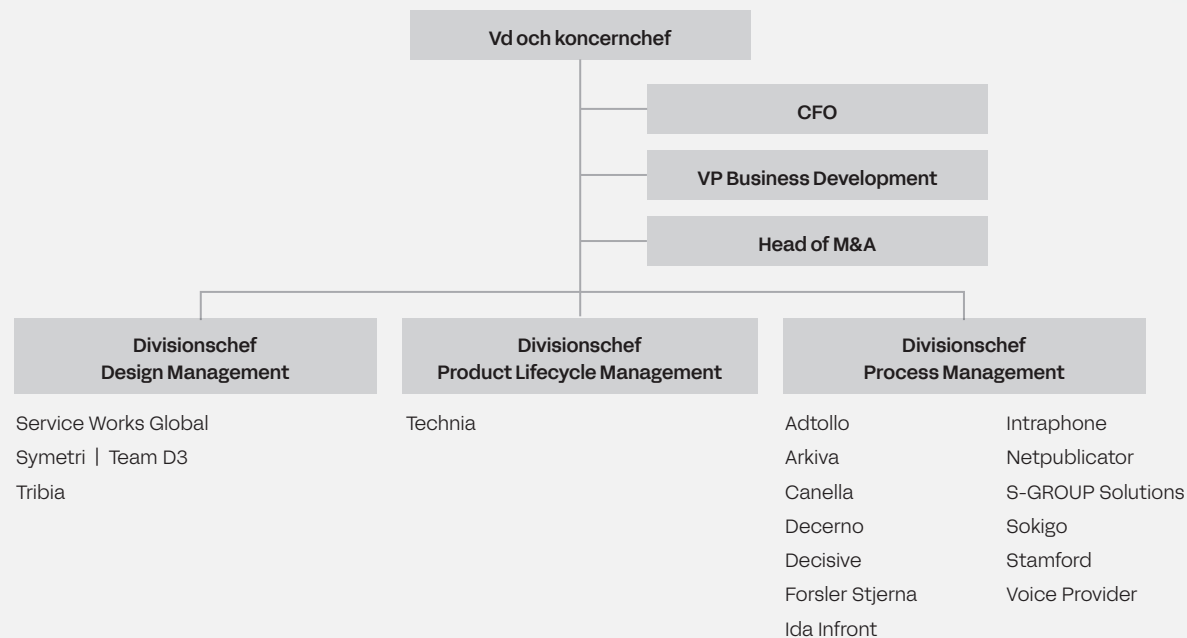 Vd och koncernchef
CFO
VP Business Development
Head of M&A
Divisionschef
Design Management
Divisionschef
Product Lifecycle Management
Divisionschef
Process Management
Service Works Global
Symetri | Team D3
Tribia
Technia
Adtollo
Arkiva
Canella
Decerno
Decisive
Forsler Stjerna
Ida Infront
Intraphone
Netpublicator
S-GROUP Solutions
Sokigo
Stamford
Voice Provider